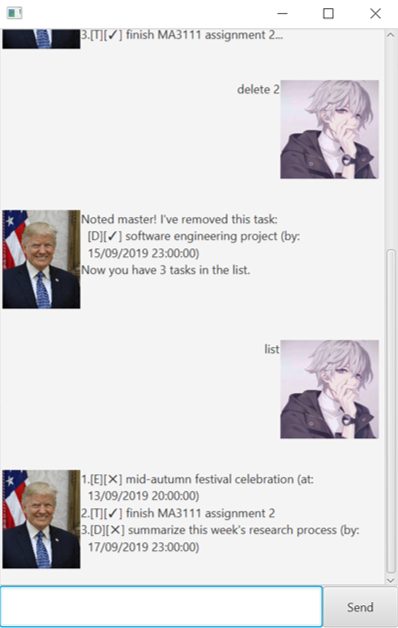 3.[T][✓] finish MA3111 assignment 2...
delete 2
Noted master! I've removed this task:
[D][✓] software engineering project (by:
15/09/2019 23:00:00)
Now you have 3 tasks in the list.
list
1.[E][✕] mid-autumn festival celebration (at:
13/09/2019 20:00:00)
2.[T][✓] finish MA3111 assignment 2
3.[D][✕] summarize this week's research process (by:
17/09/2019 23:00:00)
Send